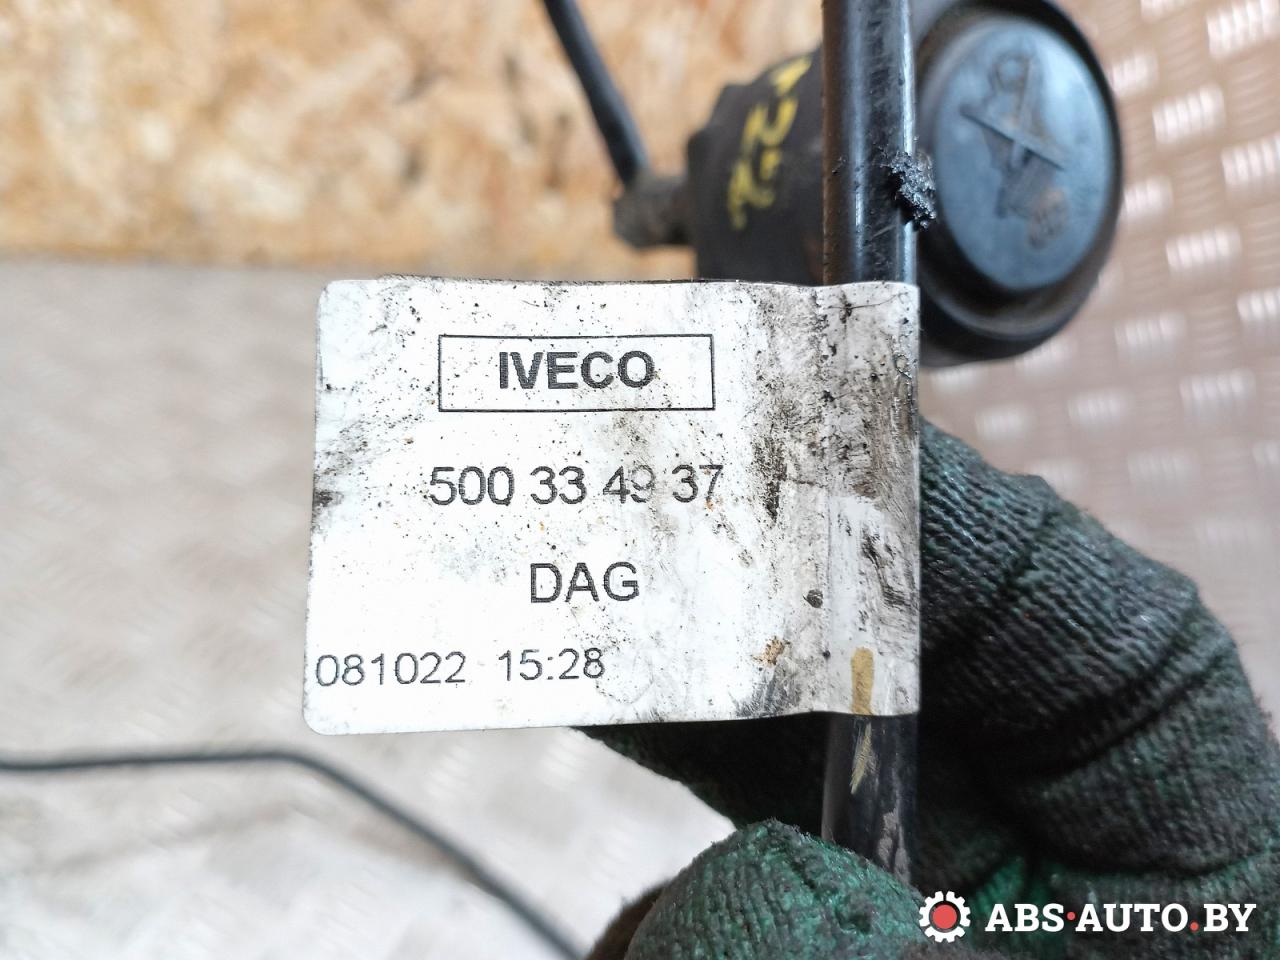 IVECO
500 33 49 37
DAG
081022 15:28
ABS·AUTO.BY